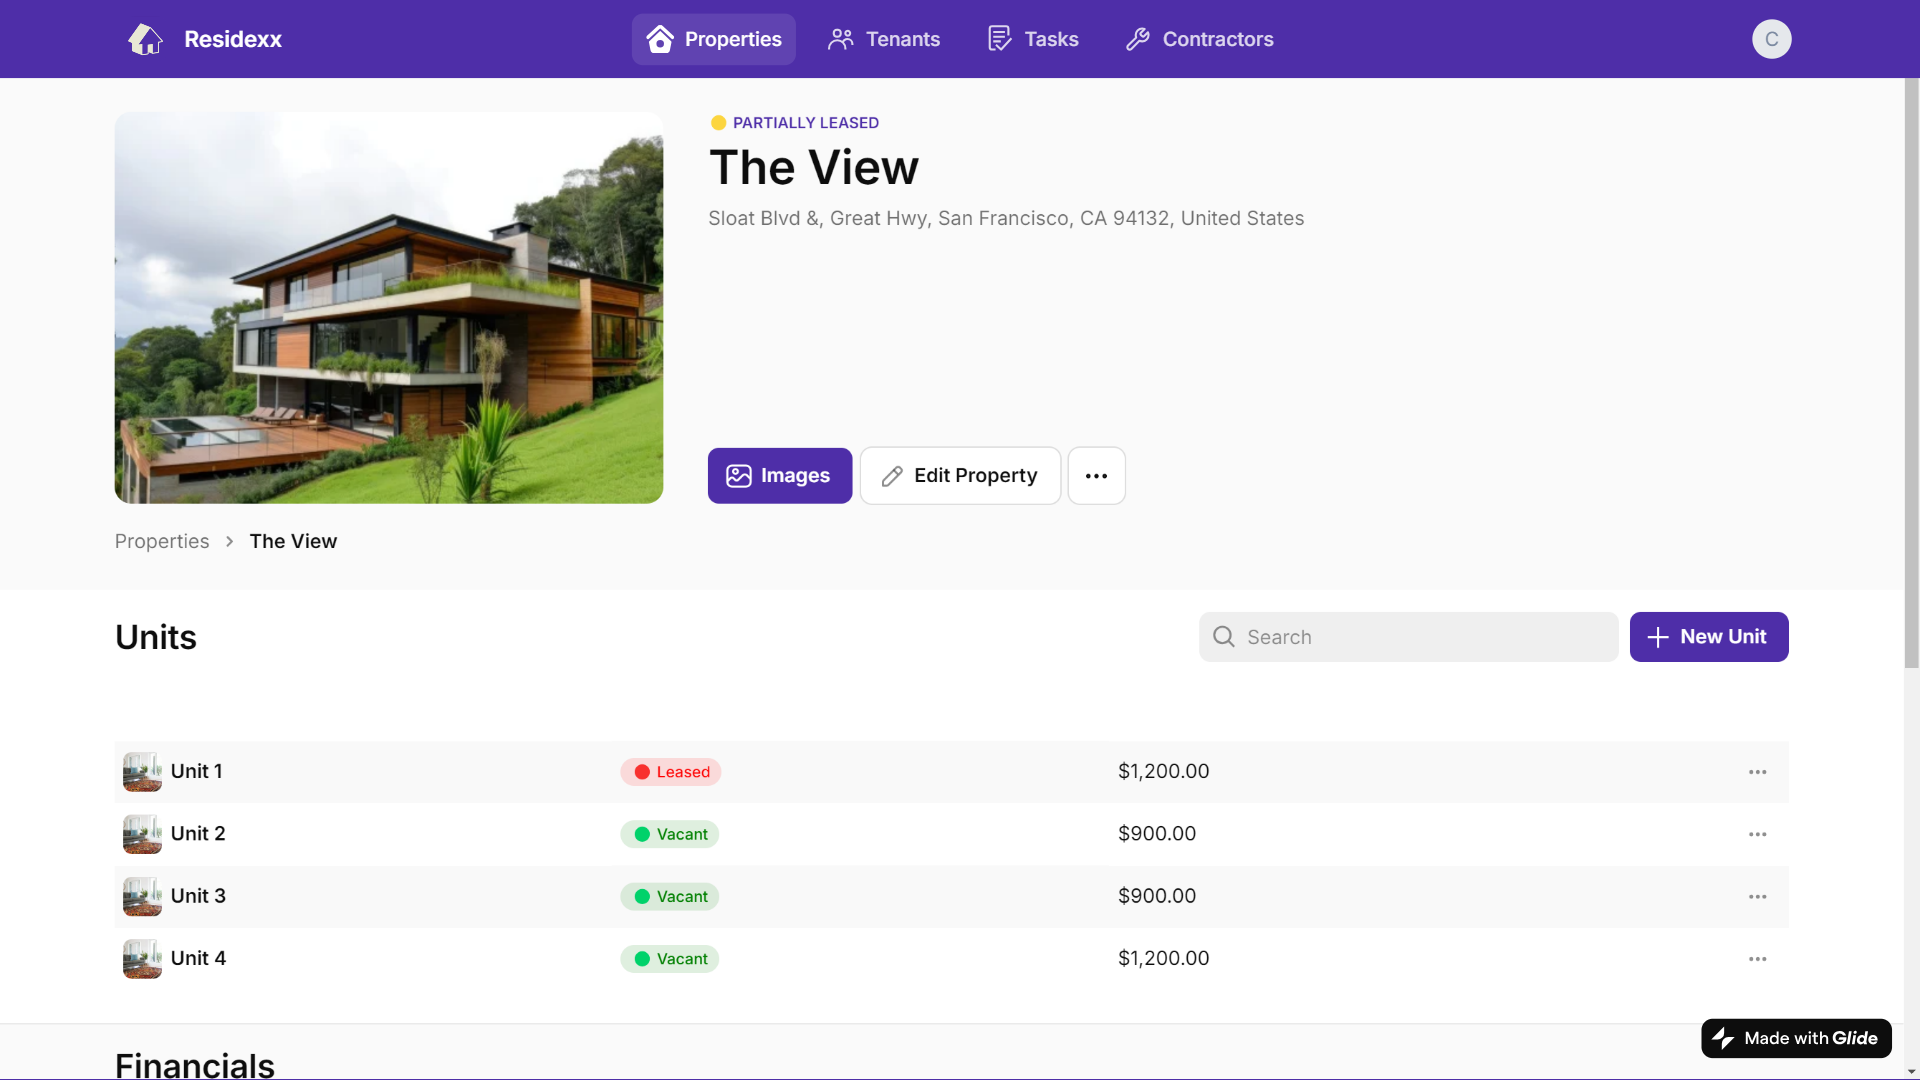 Residexx
Properties
Tenants
Tasks
Contractors
C
PARTIALLY LEASED
The View
Sloat Blvd &, Great Hwy, San Francisco, CA 94132, United States
Images
Edit Property
Properties > The View
Units
Search
New Unit
Unit 1 Leased $1,200.00
Unit 2 Vacant $900.00
Unit 3 Vacant $900.00
Unit 4 Vacant $1,200.00
Made with Glide
Financials